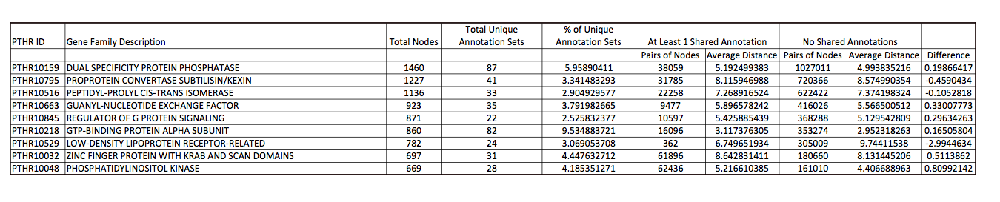 Total Unique % of Unique
PTHR ID Gene Family Description Total Nodes Annotation Sets Annotation Sets At Least 1 Shared Annotation No Shared Annotations
Pairs of Nodes Average Distance Pairs of Nodes Average Distance Difference
PTHR10159 DUAL SPECIFICITY PROTEIN PHOSPHATASE 1460 87 5.95890411 38059 5.192499383 1027011 4.993835216 0.19866417
PTHR10795 PROPROTEIN CONVERTASE SUBTILISIN/KEXIN 1227 41 3.341483293 31785 8.115946988 720366 8.574990354 -0.4590434
PTHR10516 PEPTIDYL-PROLYL CIS-TRANS ISOMERASE 1136 33 2.904929577 22258 7.268916524 622422 7.374198324 -0.1052818
PTHR10663 GUANYL-NUCLEOTIDE EXCHANGE FACTOR 923 35 3.791982665 9477 5.896578242 416026 5.566500512 0.33007773
PTHR10845 REGULATOR OF G PROTEIN SIGNALING 871 22 2.525832377 10597 5.425885439 368288 5.129542809 0.29634263
PTHR10218 GTP-BINDING PROTEIN ALPHA SUBUNIT 860 82 9.534883721 16096 3.117376305 353274 2.952318263 0.16505804
PTHR10529 LOW-DENSITY LIPOPROTEIN RECEPTOR-RELATED 782 24 3.069053708 362 6.749651934 305009 9.74411538 -2.9944634
PTHR10032 ZINC FINGER PROTEIN WITH KRAB AND SCAN DOMAINS 697 31 4.447632712 61896 8.642831411 180660 8.131445206 0.5113862
PTHR10048 PHOSPHATIDYLINOSITOL KINASE 669 28 4.185351271 62436 5.216610385 161010 4.406688963 0.80992142